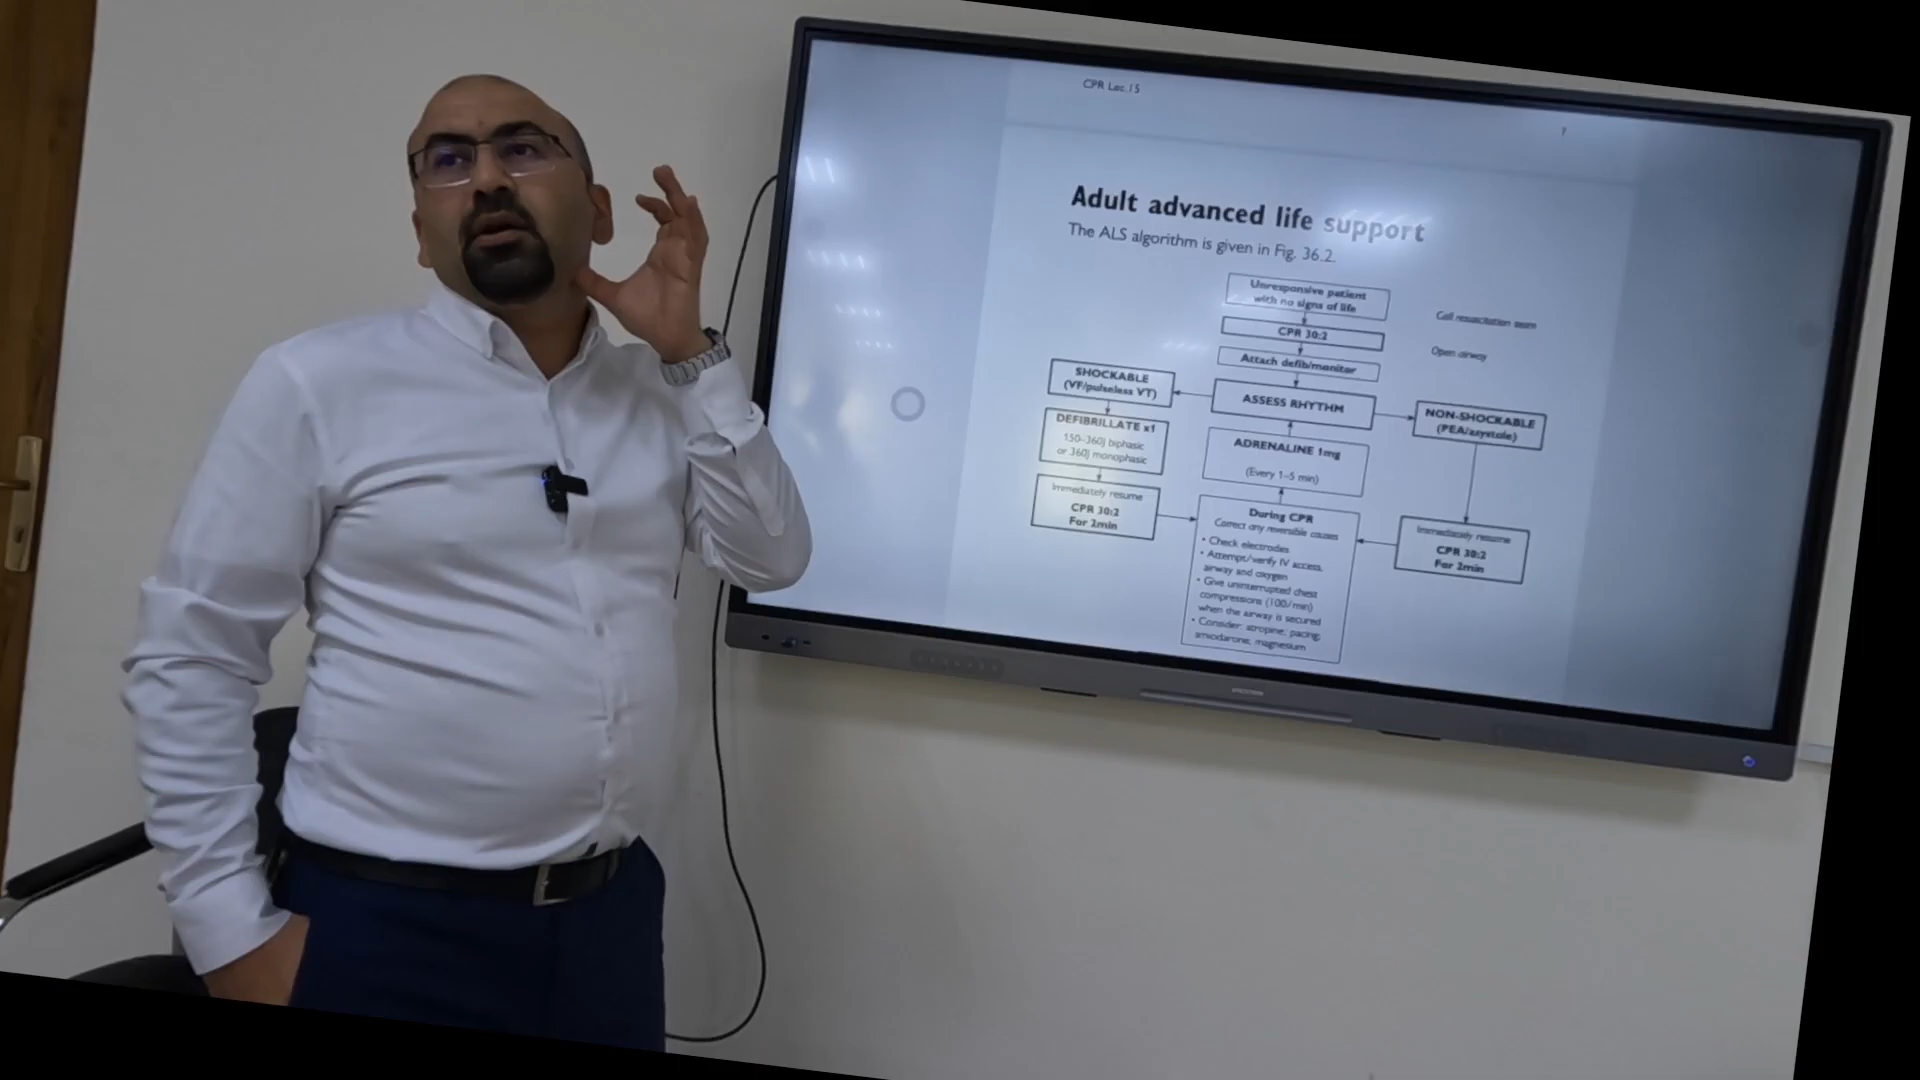 CPR Lec.15
7
Adult advanced life support
The ALS algorithm is given in Fig. 36.2.
Unresponsive patient
with no signs of life
Call resuscitation team
CPR 30:2
Open airway
Attach defib/monitor
SHOCKABLE
(VF/pulseless VT)
ASSESS RHYTHM
NON-SHOCKABLE
(PEA/asystole)
DEFIBRILLATE x1
150–360J biphasic
or 360J monophasic
ADRENALINE 1mg
(Every 1–5 min)
Immediately resume
CPR 30:2
For 2min
During CPR
Correct any reversible causes
• Check electrodes
• Attempt/verify IV access,
airway and oxygen
• Give uninterrupted chest
compressions (100/min)
when the airway is secured
• Consider: atropine, pacing,
amiodarone, magnesium
Immediately resume
CPR 30:2
For 2min